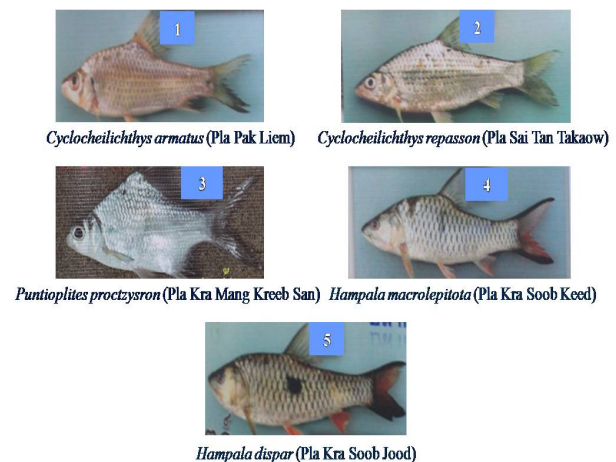 1
2
Cyclocheilichthys armatus (Pla Pak Liem)
Cyclocheilichthys repasson (Pla Sai Tan Takaow)
3
4
Puntioplites proctzysron (Pla Kra Mang Kreeb San)
Hampala macrolepitota (Pla Kra Soob Keed)
5
Hampala dispar (Pla Kra Soob Jood)